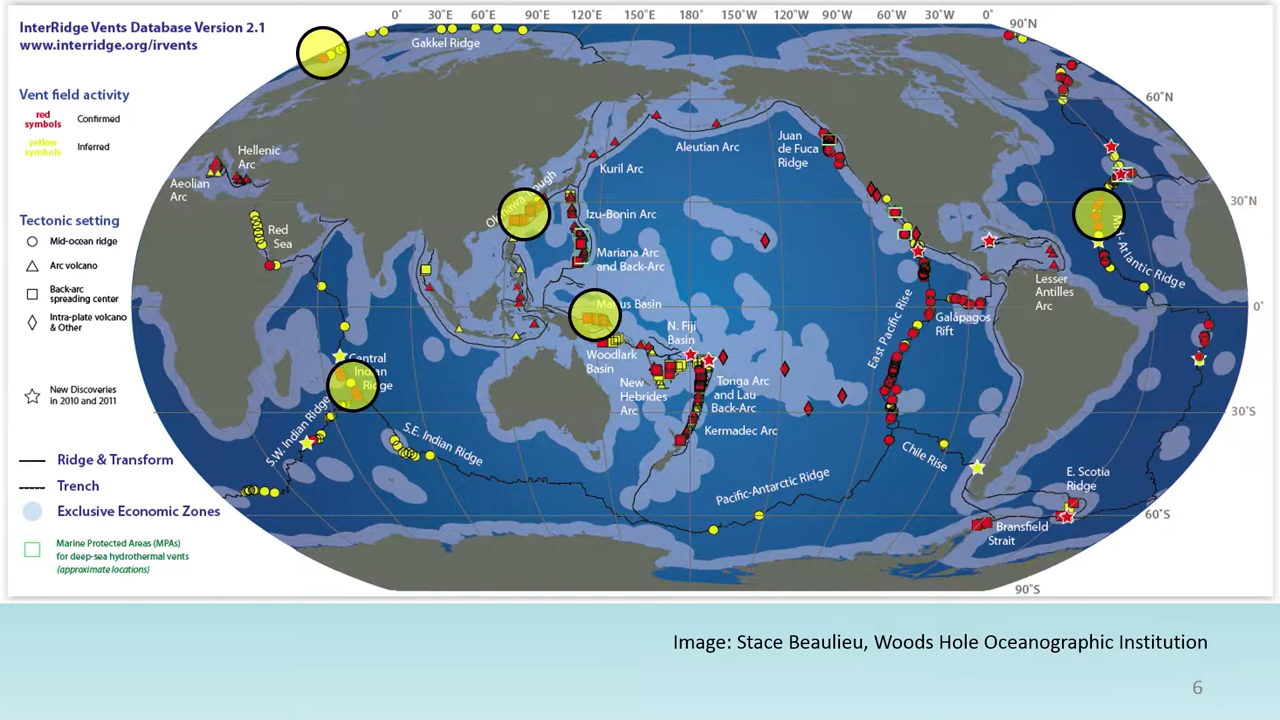 InterRidge Vents Database Version 2.1
www.interridge.org/irvents
Vent field activity
red
symbols
Confirmed
yellow
symbols
Inferred
Tectonic setting
Mid-ocean ridge
Arc volcano
Back-arc
spreading center
Intra-plate volcano
& Other
New Discoveries
in 2010 and 2011
Ridge & Transform
Trench
Exclusive Economic Zones
Marine Protected Areas (MPAs)
for deep-sea hydrothermal vents
(approximate locations)
0° 30°E 60°E 90°E 120°E 150°E 180° 150°W 120°W 90°W 60°W 30°W 0°
90°N
60°N
30°N
0°
30°S
60°S
90°S
Gakkel Ridge
Hellenic
Arc
Aeolian
Arc
Red
Sea
Kuril Arc
Aleutian Arc
Juan
de Fuca
Ridge
Izu-Bonin Arc
Mariana Arc
and Back-Arc
Basin
Woodlark
Basin
N. Fiji
Basin
New
Hebrides
Arc
Tonga Arc
and Lau
Back-Arc
Kermadec Arc
East Pacific Rise
Galápagos
Rift
Lesser
Antilles
Arc
Atlantic Ridge
Central
Indian
Ridge
S.W. Indian Ridge
S.E. Indian Ridge
Pacific-Antarctic Ridge
Chile Rise
E. Scotia
Ridge
Bransfield
Strait
Image: Stace Beaulieu, Woods Hole Oceanographic Institution
6